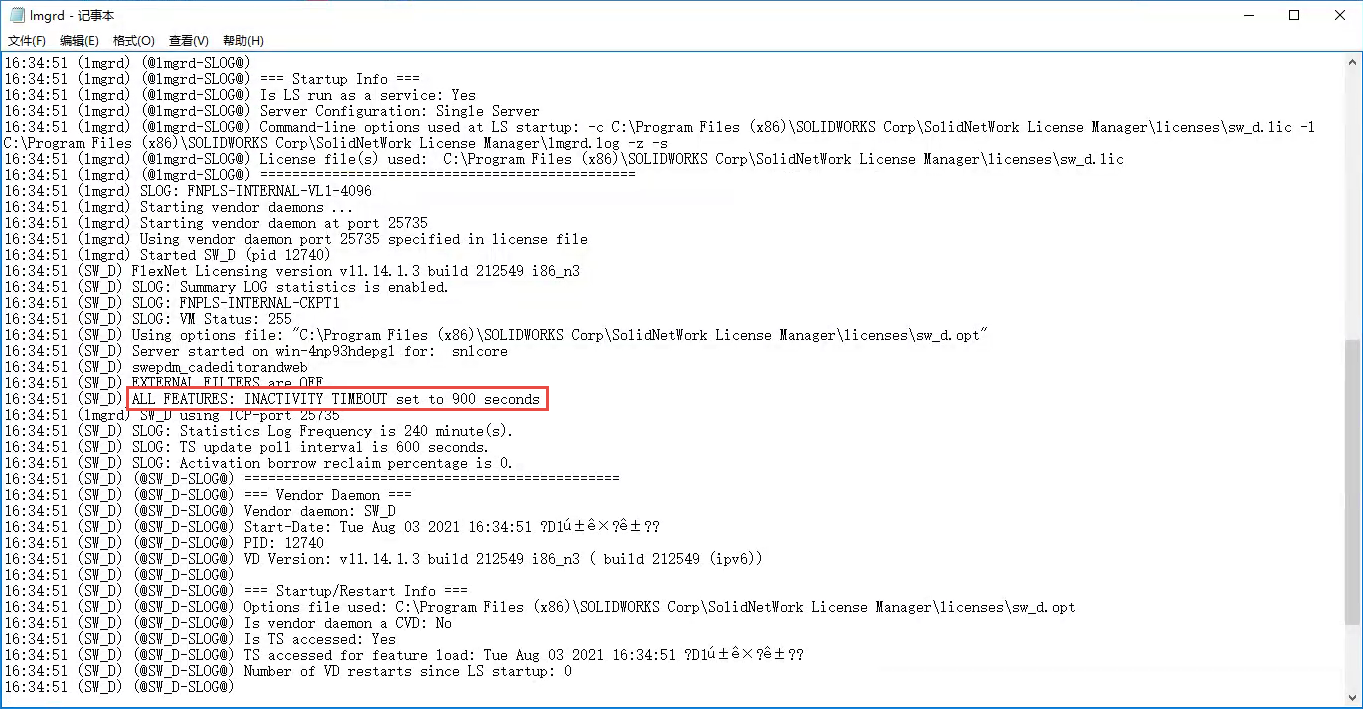 lmgrd - 记事本
文件(F) 编辑(E) 格式(O) 查看(V) 帮助(H)
16:34:51 (lmgrd) (@lmgrd-SLOG@)
16:34:51 (lmgrd) (@lmgrd-SLOG@) === Startup Info ===
16:34:51 (lmgrd) (@lmgrd-SLOG@) Is LS run as a service: Yes
16:34:51 (lmgrd) (@lmgrd-SLOG@) Server Configuration: Single Server
16:34:51 (lmgrd) (@lmgrd-SLOG@) Command-line options used at LS startup: -c C:\Program Files (x86)\SOLIDWORKS Corp\SolidNetWork License Manager\licenses\sw_d.lic -l
C:\Program Files (x86)\SOLIDWORKS Corp\SolidNetWork License Manager\lmgrd.log -z -s
16:34:51 (lmgrd) (@lmgrd-SLOG@) License file(s) used:  C:\Program Files (x86)\SOLIDWORKS Corp\SolidNetWork License Manager\licenses\sw_d.lic
16:34:51 (lmgrd) (@lmgrd-SLOG@) ===============================================
16:34:51 (lmgrd) SLOG: FNPLS-INTERNAL-VL1-4096
16:34:51 (lmgrd) Starting vendor daemons ...
16:34:51 (lmgrd) Starting vendor daemon at port 25735
16:34:51 (lmgrd) Using vendor daemon port 25735 specified in license file
16:34:51 (lmgrd) Started SW_D (pid 12740)
16:34:51 (SW_D) FlexNet Licensing version v11.14.1.3 build 212549 i86_n3
16:34:51 (SW_D) SLOG: Summary LOG statistics is enabled.
16:34:51 (SW_D) SLOG: FNPLS-INTERNAL-CKPT1
16:34:51 (SW_D) SLOG: VM Status: 255
16:34:51 (SW_D) Using options file: "C:\Program Files (x86)\SOLIDWORKS Corp\SolidNetWork License Manager\licenses\sw_d.opt"
16:34:51 (SW_D) Server started on win-4np93hdepgl for:  snlcore
16:34:51 (SW_D) swepdm_cadeditorandweb
16:34:51 (SW_D) EXTERNAL FILTERS are OFF
16:34:51 (SW_D) ALL FEATURES: INACTIVITY TIMEOUT set to 900 seconds
16:34:51 (lmgrd) SW_D using TCP-port 25735
16:34:51 (SW_D) SLOG: Statistics Log Frequency is 240 minute(s).
16:34:51 (SW_D) SLOG: TS update poll interval is 600 seconds.
16:34:51 (SW_D) SLOG: Activation borrow reclaim percentage is 0.
16:34:51 (SW_D) (@SW_D-SLOG@) ===============================================
16:34:51 (SW_D) (@SW_D-SLOG@) === Vendor Daemon ===
16:34:51 (SW_D) (@SW_D-SLOG@) Vendor daemon: SW_D
16:34:51 (SW_D) (@SW_D-SLOG@) Start-Date: Tue Aug 03 2021 16:34:51 ?D1ú±ê×?ê±??
16:34:51 (SW_D) (@SW_D-SLOG@) PID: 12740
16:34:51 (SW_D) (@SW_D-SLOG@) VD Version: v11.14.1.3 build 212549 i86_n3 ( build 212549 (ipv6))
16:34:51 (SW_D) (@SW_D-SLOG@)
16:34:51 (SW_D) (@SW_D-SLOG@) === Startup/Restart Info ===
16:34:51 (SW_D) (@SW_D-SLOG@) Options file used: C:\Program Files (x86)\SOLIDWORKS Corp\SolidNetWork License Manager\licenses\sw_d.opt
16:34:51 (SW_D) (@SW_D-SLOG@) Is vendor daemon a CVD: No
16:34:51 (SW_D) (@SW_D-SLOG@) Is TS accessed: Yes
16:34:51 (SW_D) (@SW_D-SLOG@) TS accessed for feature load: Tue Aug 03 2021 16:34:51 ?D1ú±ê×?ê±??
16:34:51 (SW_D) (@SW_D-SLOG@) Number of VD restarts since LS startup: 0
16:34:51 (SW_D) (@SW_D-SLOG@)